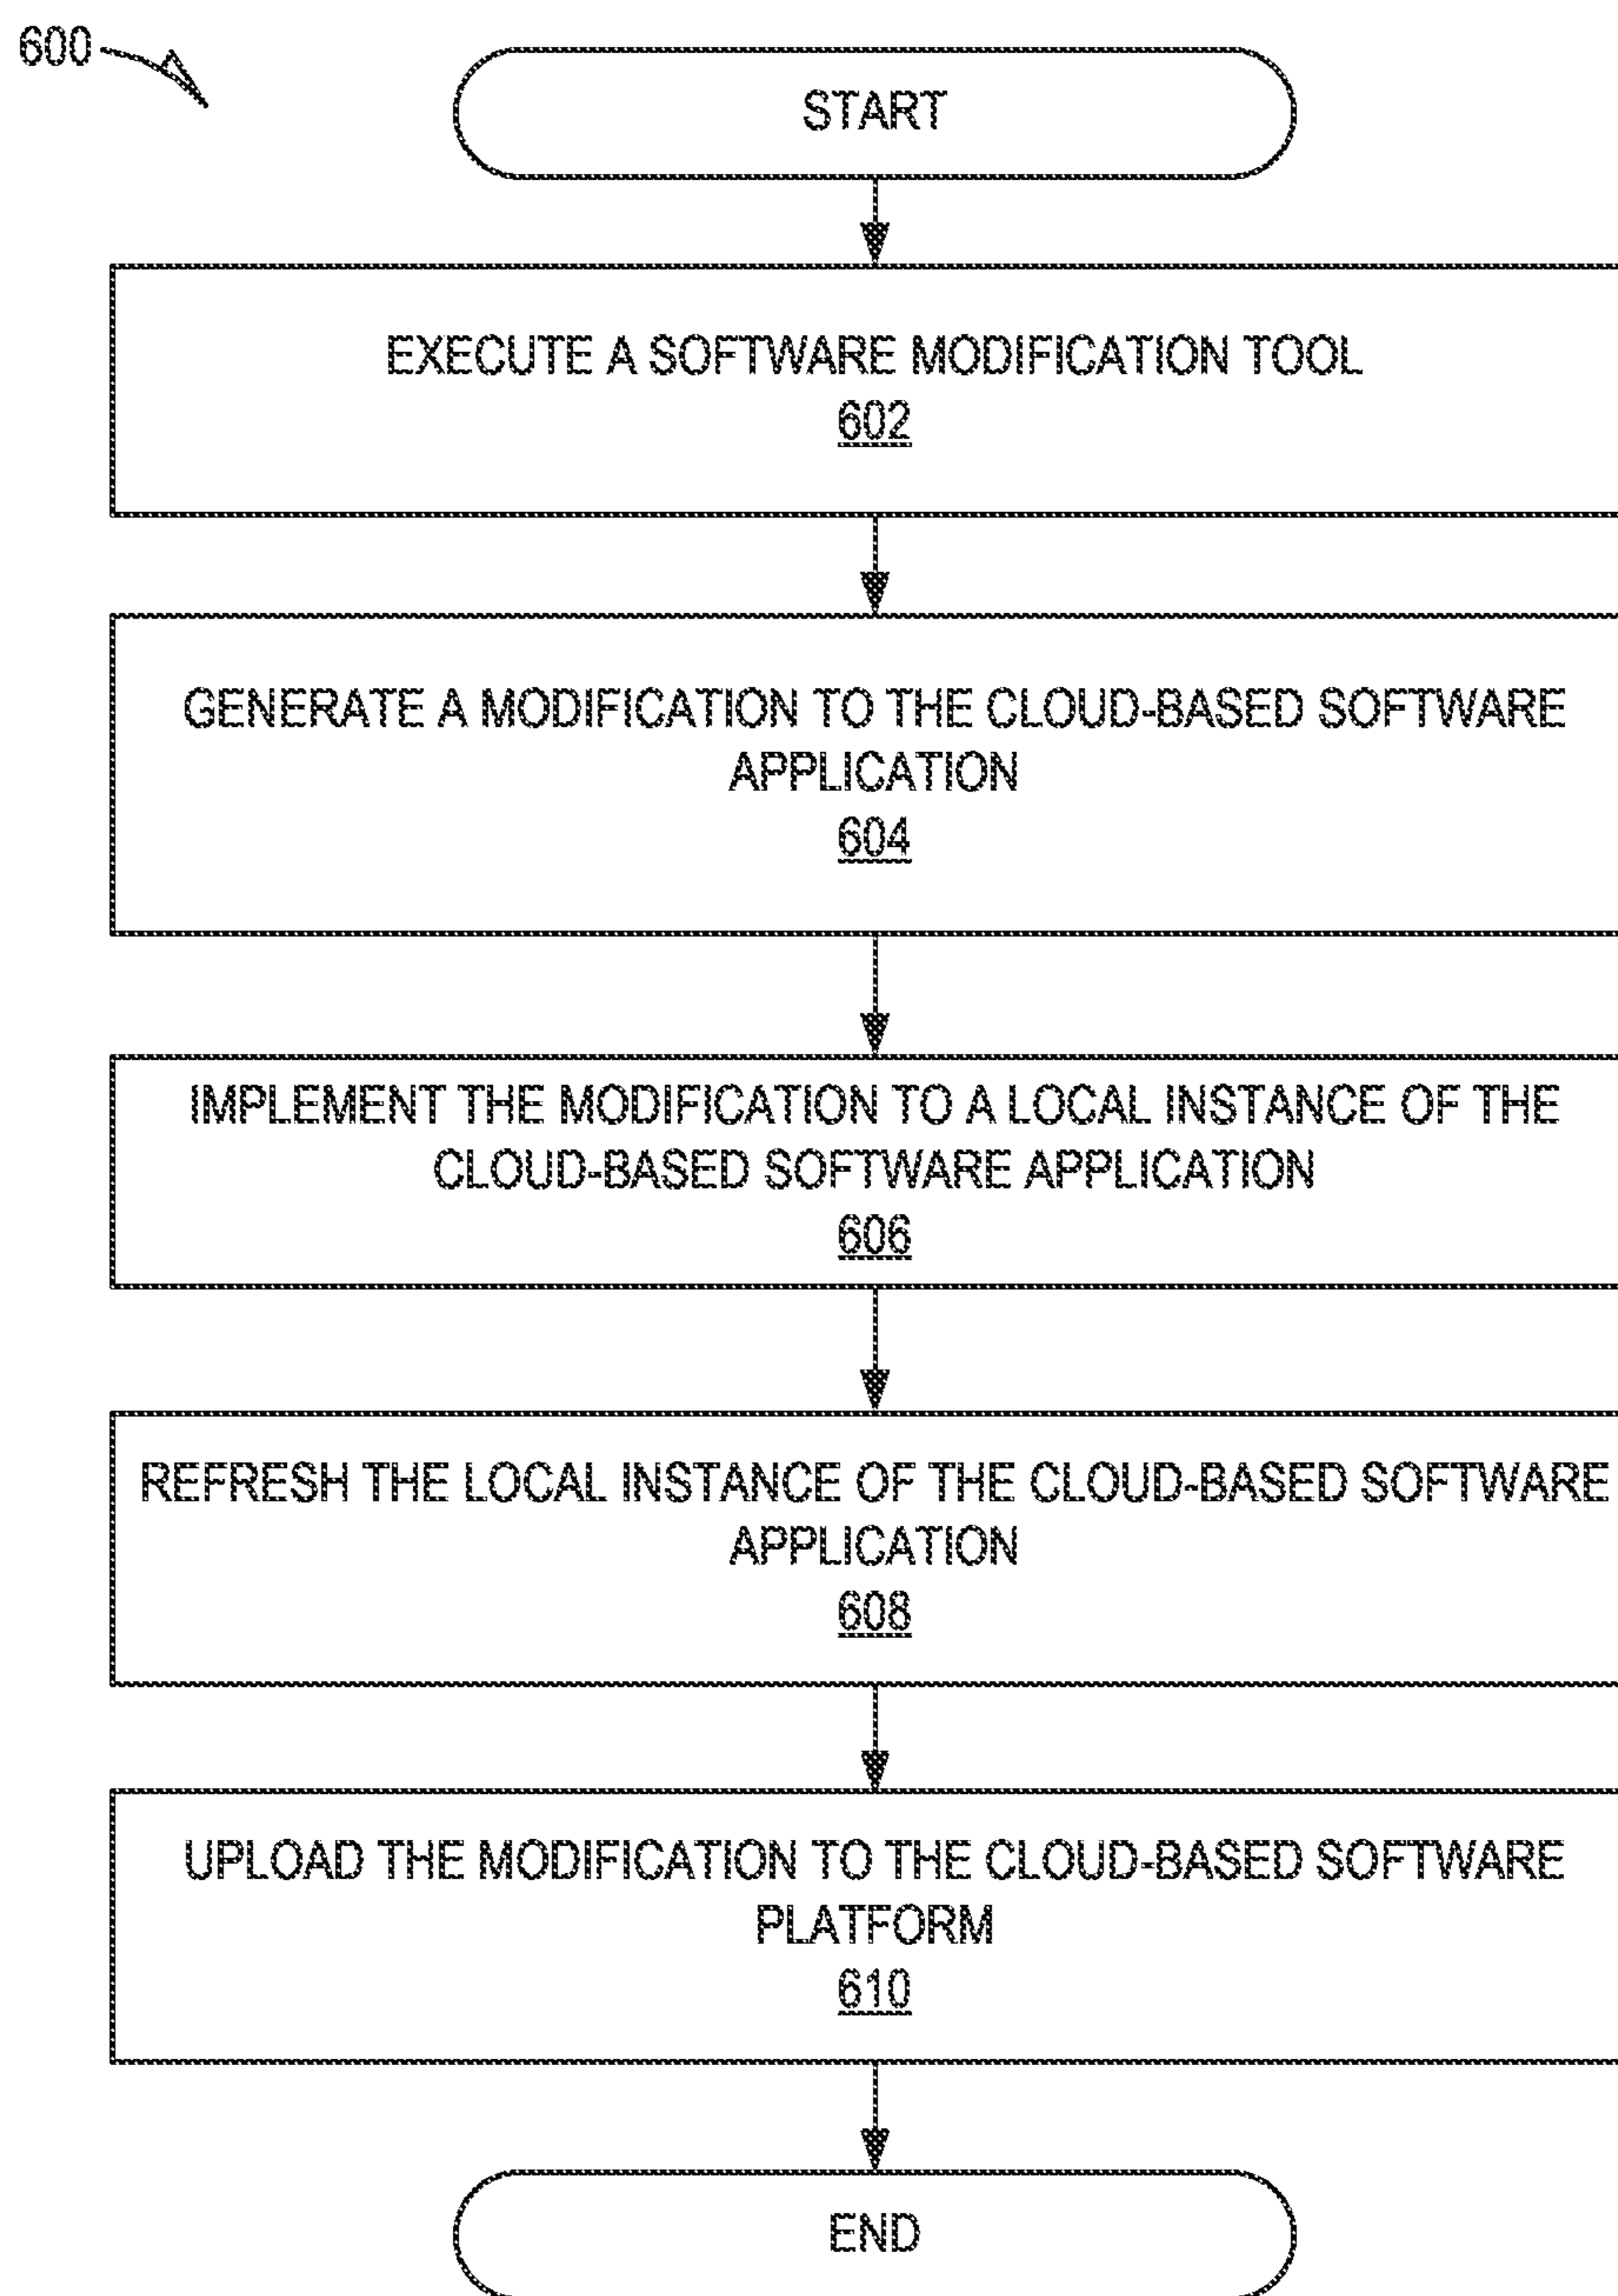 600
START
EXECUTE A SOFTWARE MODIFICATION TOOL
602
GENERATE A MODIFICATION TO THE CLOUD-BASED SOFTWARE
APPLICATION
604
IMPLEMENT THE MODIFICATION TO A LOCAL INSTANCE OF THE
CLOUD-BASED SOFTWARE APPLICATION
606
REFRESH THE LOCAL INSTANCE OF THE CLOUD-BASED SOFTWARE
APPLICATION
608
UPLOAD THE MODIFICATION TO THE CLOUD-BASED SOFTWARE
PLATFORM
610
END